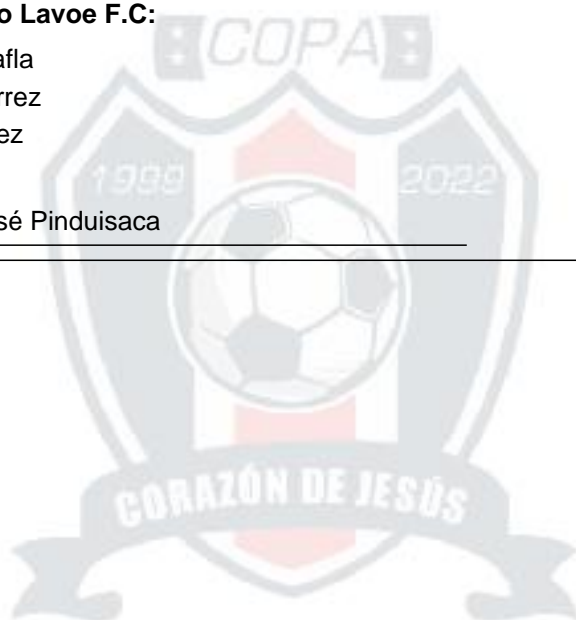 o Lavoe F.C:
COPA
afla
rrez
ez
1999 2022
sé Pinduisaca
CORAZÓN DE JESÚS